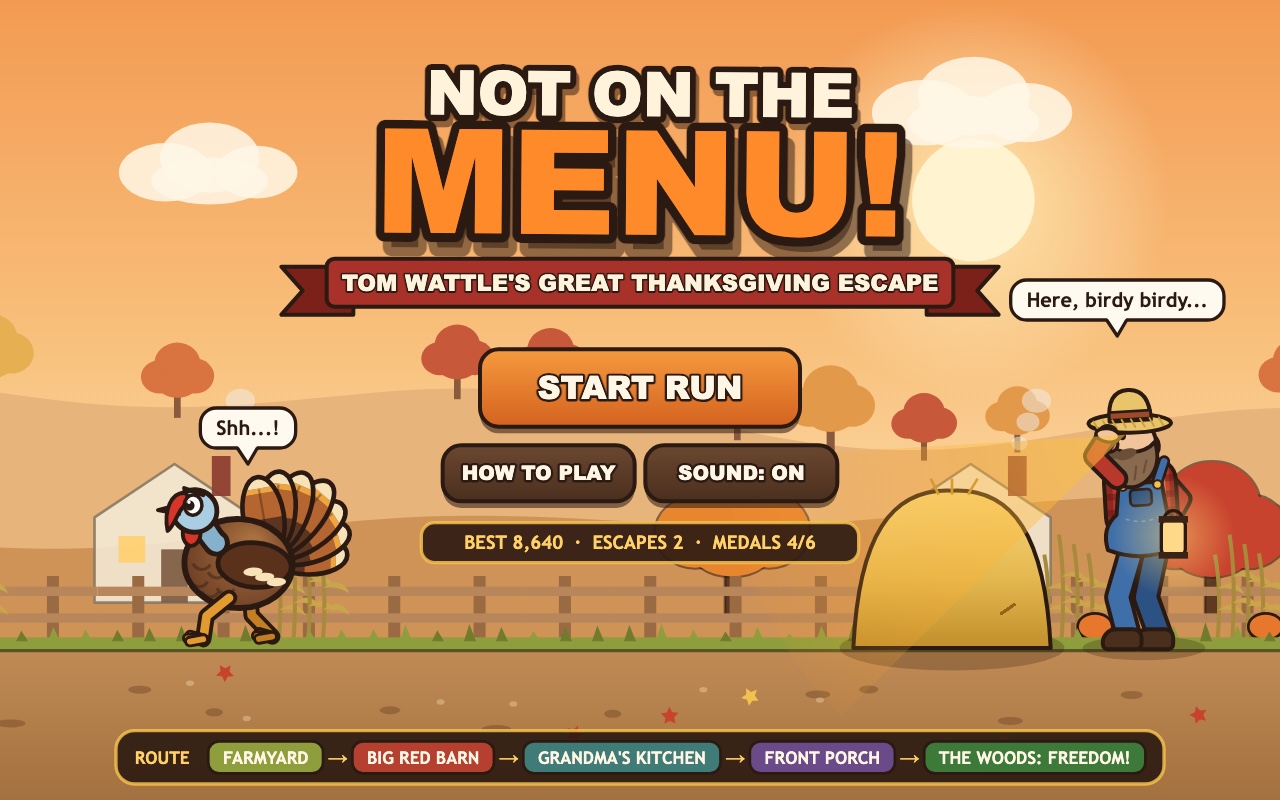 NOT ON THE
MENU!
TOM WATTLE'S GREAT THANKSGIVING ESCAPE
Here, birdy birdy...
START RUN
Shh...!
HOW TO PLAY
SOUND: ON
BEST 8,640 · ESCAPES 2 · MEDALS 4/6
ROUTE FARMYARD → BIG RED BARN → GRANDMA'S KITCHEN → FRONT PORCH → THE WOODS: FREEDOM!